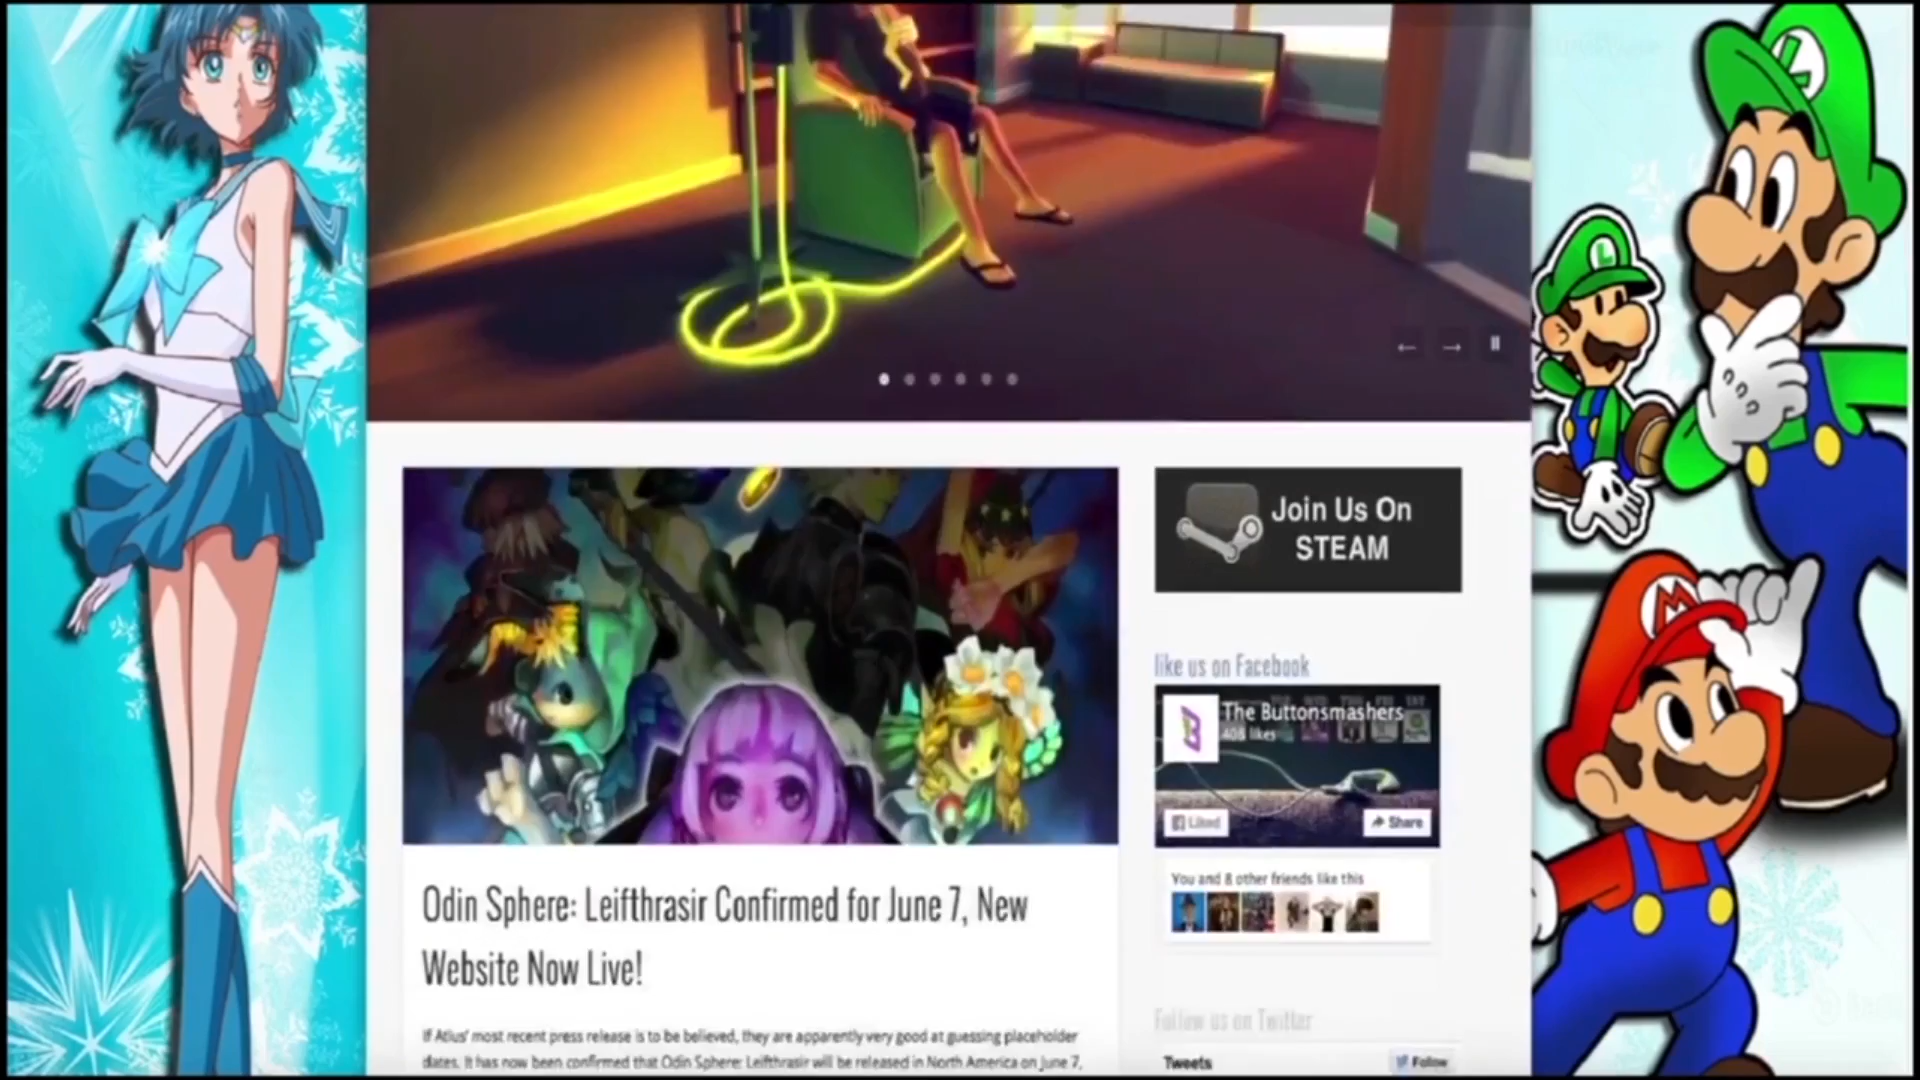 L
L
M
Join Us On
STEAM
like us on Facebook
The Buttonsmashers
408 likes
Liked
Share
You and 8 other friends like this
Odin Sphere: Leifthrasir Confirmed for June 7, New
Website Now Live!
If Atlus' most recent press release is to be believed, they are apparently very good at guessing placeholder
dates. It has now been confirmed that Odin Sphere: Leifthrasir will be released in North America on June 7,
Follow us on Twitter
Tweets
Follow